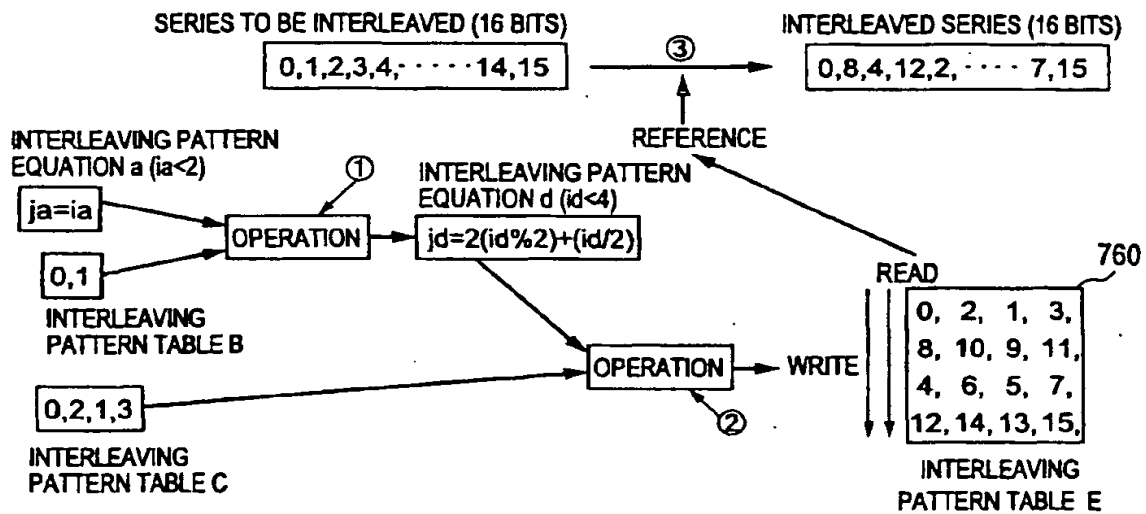 SERIES TO BE INTERLEAVED (16 BITS)
0,1,2,3,4,·····14,15
③
INTERLEAVED SERIES (16 BITS)
0,8,4,12,2,···· 7,15
REFERENCE
INTERLEAVING PATTERN
EQUATION a (ia<2)
ja=ia
①
OPERATION
0,1
INTERLEAVING
PATTERN TABLE B
INTERLEAVING PATTERN
EQUATION d (id<4)
jd=2(id%2)+(id/2)
0,2,1,3
INTERLEAVING
PATTERN TABLE C
OPERATION
②
WRITE
READ
760
0, 2, 1, 3,
8, 10, 9, 11,
4, 6, 5, 7,
12, 14, 13, 15,
INTERLEAVING
PATTERN TABLE E